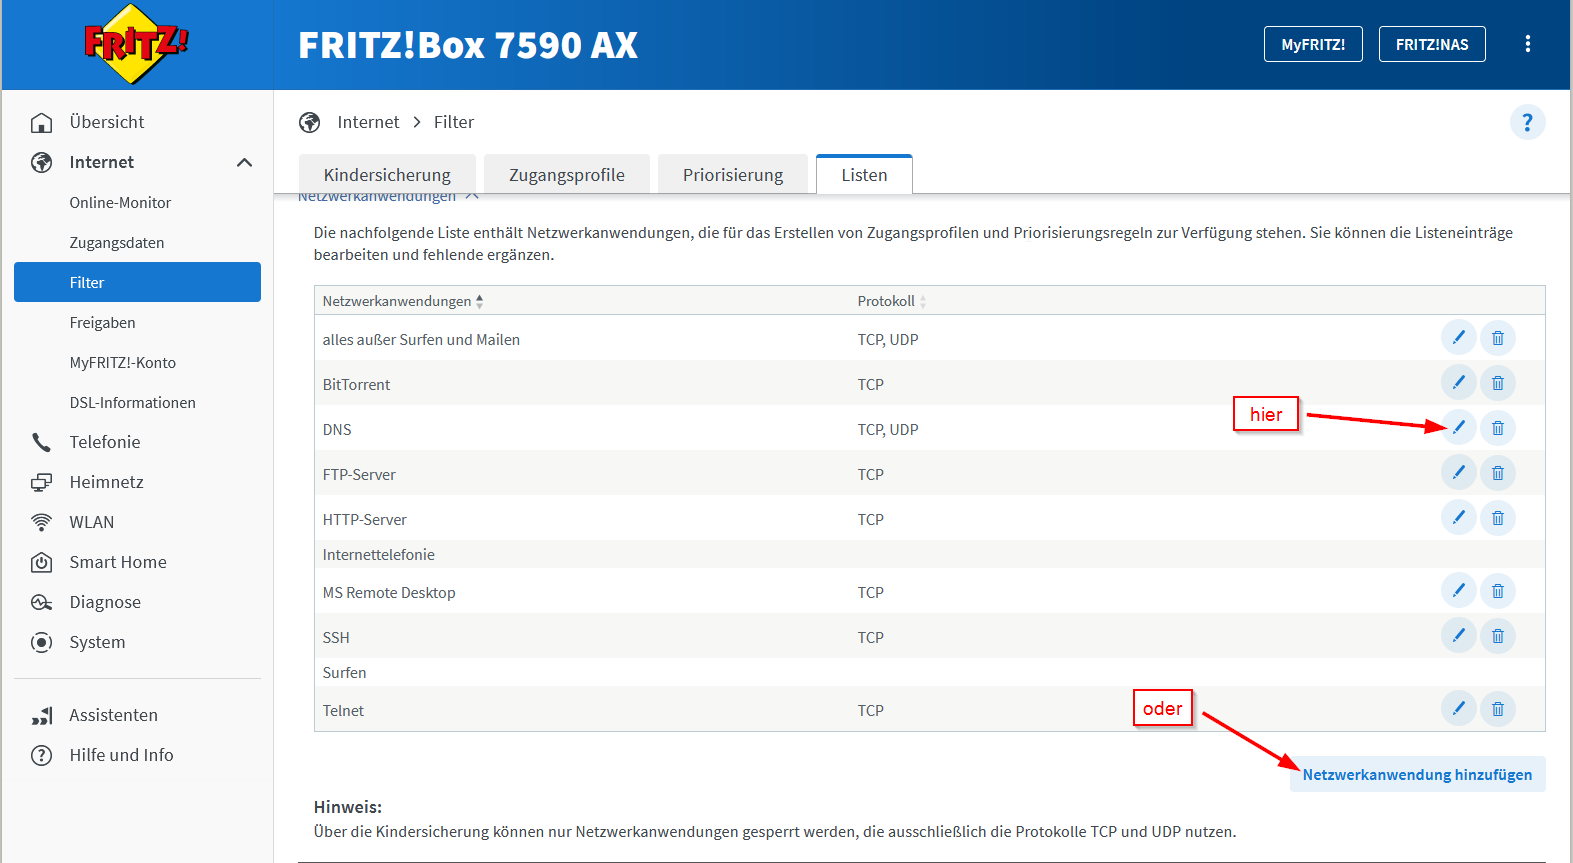 FRITZ!
FRITZ!Box 7590 AX
MyFRITZ!
FRITZ!NAS
Übersicht
Internet
Online-Monitor
Zugangsdaten
Filter
Freigaben
MyFRITZ!-Konto
DSL-Informationen
Telefonie
Heimnetz
WLAN
Smart Home
Diagnose
System
Assistenten
Hilfe und Info
Internet > Filter
?
Kindersicherung
Zugangsprofile
Priorisierung
Listen
Netzwerkanwendungen
Die nachfolgende Liste enthält Netzwerkanwendungen, die für das Erstellen von Zugangsprofilen und Priorisierungsregeln zur Verfügung stehen. Sie können die Listeneinträge
bearbeiten und fehlende ergänzen.
Netzwerkanwendungen Protokoll
alles außer Surfen und Mailen TCP, UDP
BitTorrent TCP
hier
DNS TCP, UDP
FTP-Server TCP
HTTP-Server TCP
Internettelefonie
MS Remote Desktop TCP
SSH TCP
Surfen
Telnet TCP
oder
Netzwerkanwendung hinzufügen
Hinweis:
Über die Kindersicherung können nur Netzwerkanwendungen gesperrt werden, die ausschließlich die Protokolle TCP und UDP nutzen.